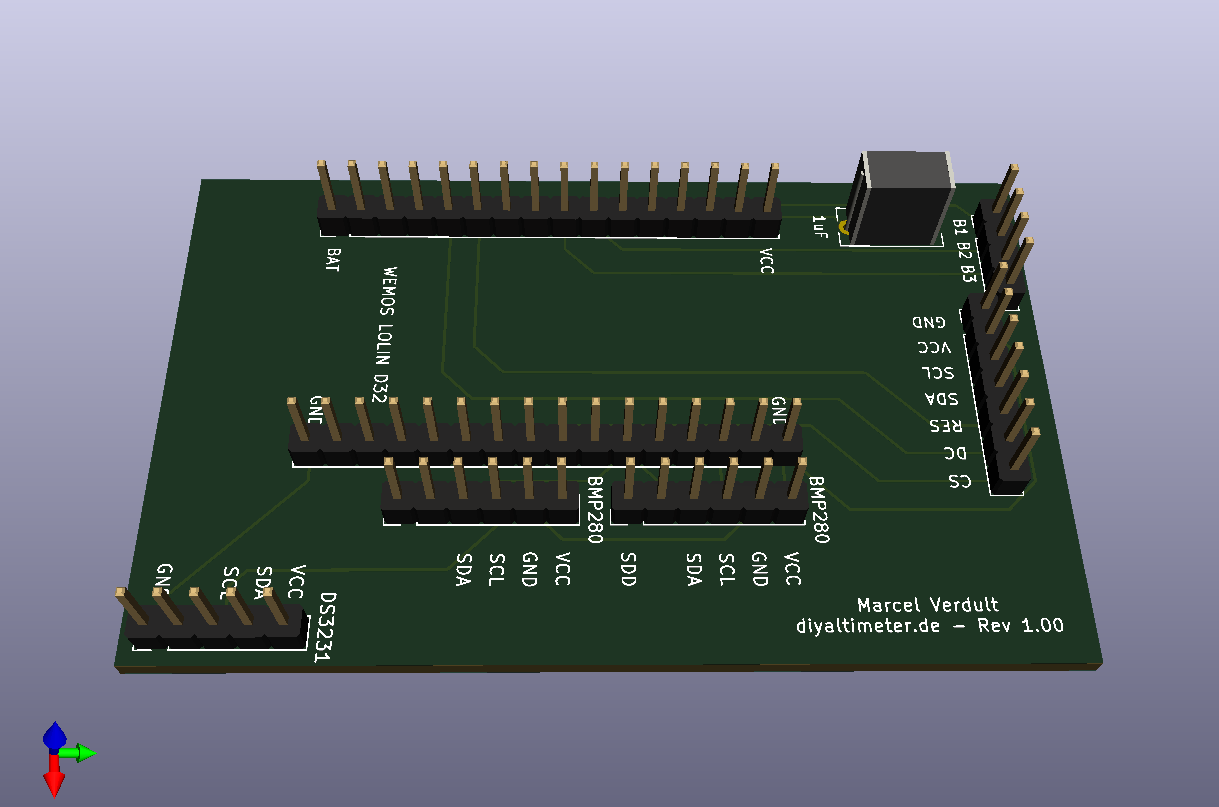 BAT
VCC
1uF
B1 B2 B3
WEMOS LOLIN D32
GND
VCC
SCL
SDA
RES
DC
CS
GND
BMP280
BMP280
SDA
SCL
GND
VCC
SDD
SDA
SCL
GND
VCC
SCL
SDA
VCC
DS3231
Marcel Verdult
diyaltimeter.de – Rev 1.00